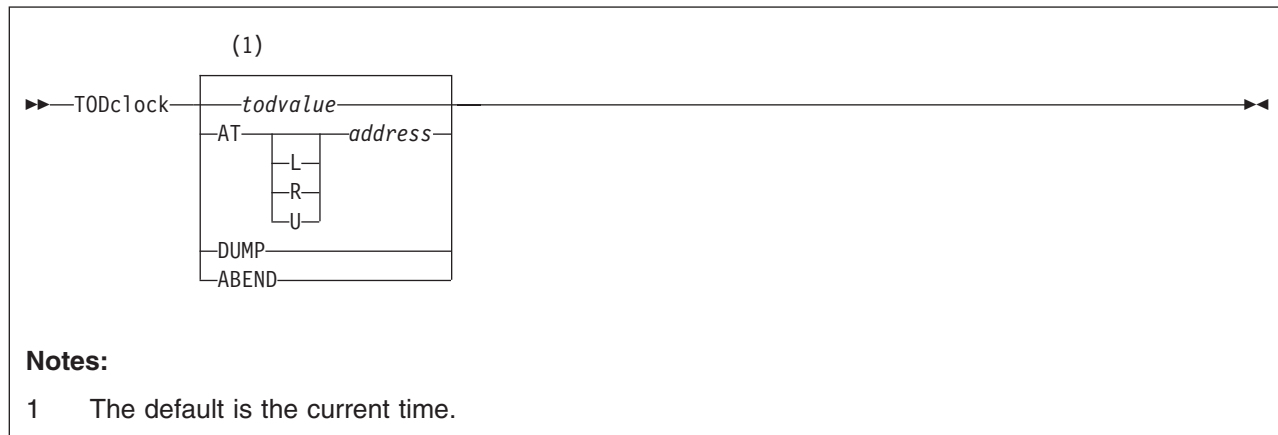 (1)
TODclock todvalue
AT address
L
R
U
DUMP
ABEND
Notes:
1 The default is the current time.